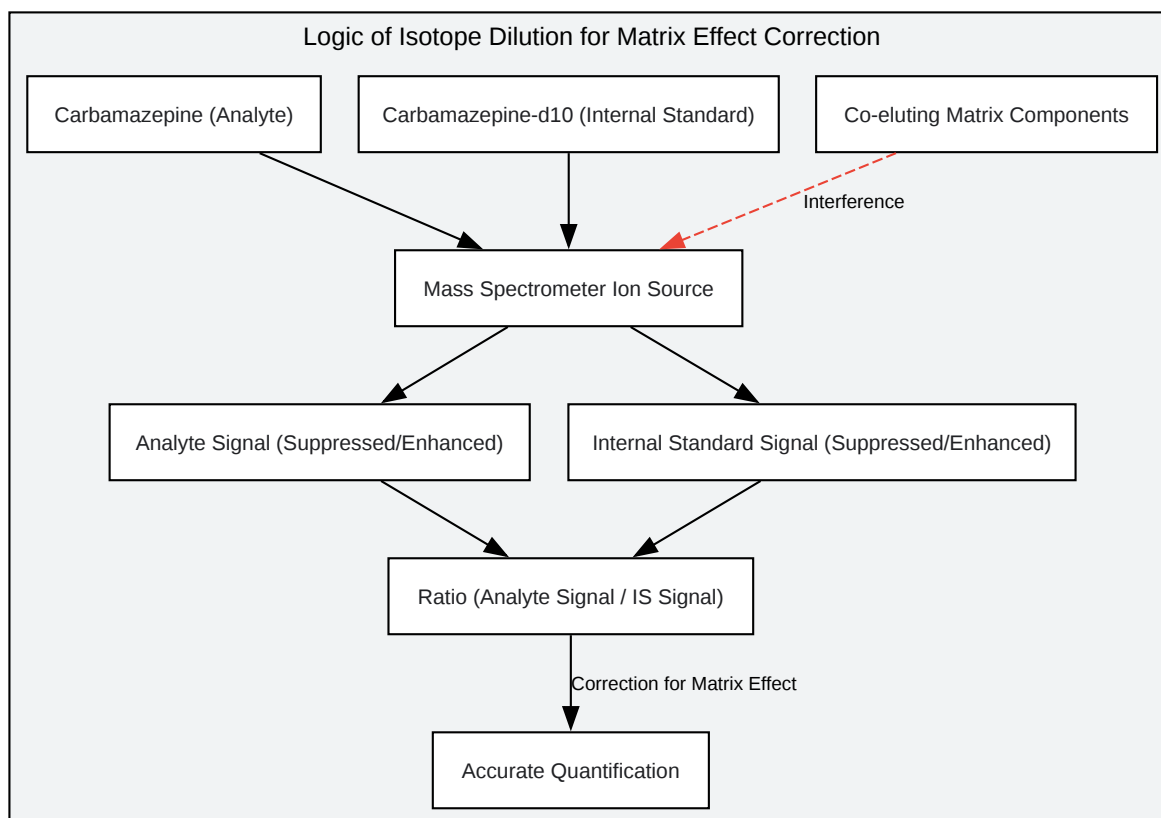 Logic of Isotope Dilution for Matrix Effect Correction
Carbamazepine (Analyte)
Carbamazepine-d10 (Internal Standard)
Co-eluting Matrix Components
Interference
Mass Spectrometer Ion Source
Analyte Signal (Suppressed/Enhanced)
Internal Standard Signal (Suppressed/Enhanced)
Ratio (Analyte Signal / IS Signal)
Correction for Matrix Effect
Accurate Quantification